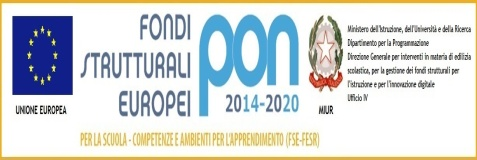 UNIONE EUROPEA
FONDI
STRUTTURALI
EUROPEI
pon
2014-2020
MIUR
Ministero dell'Istruzione, dell'Università e della Ricerca
Dipartimento per la Programmazione
Direzione Generale per interventi in materia di edilizia
scolastica, per la gestione dei fondi strutturali per
l'istruzione e per l'innovazione digitale
Ufficio IV
PER LA SCUOLA - COMPETENZE E AMBIENTI PER L'APPRENDIMENTO (FSE-FESR)